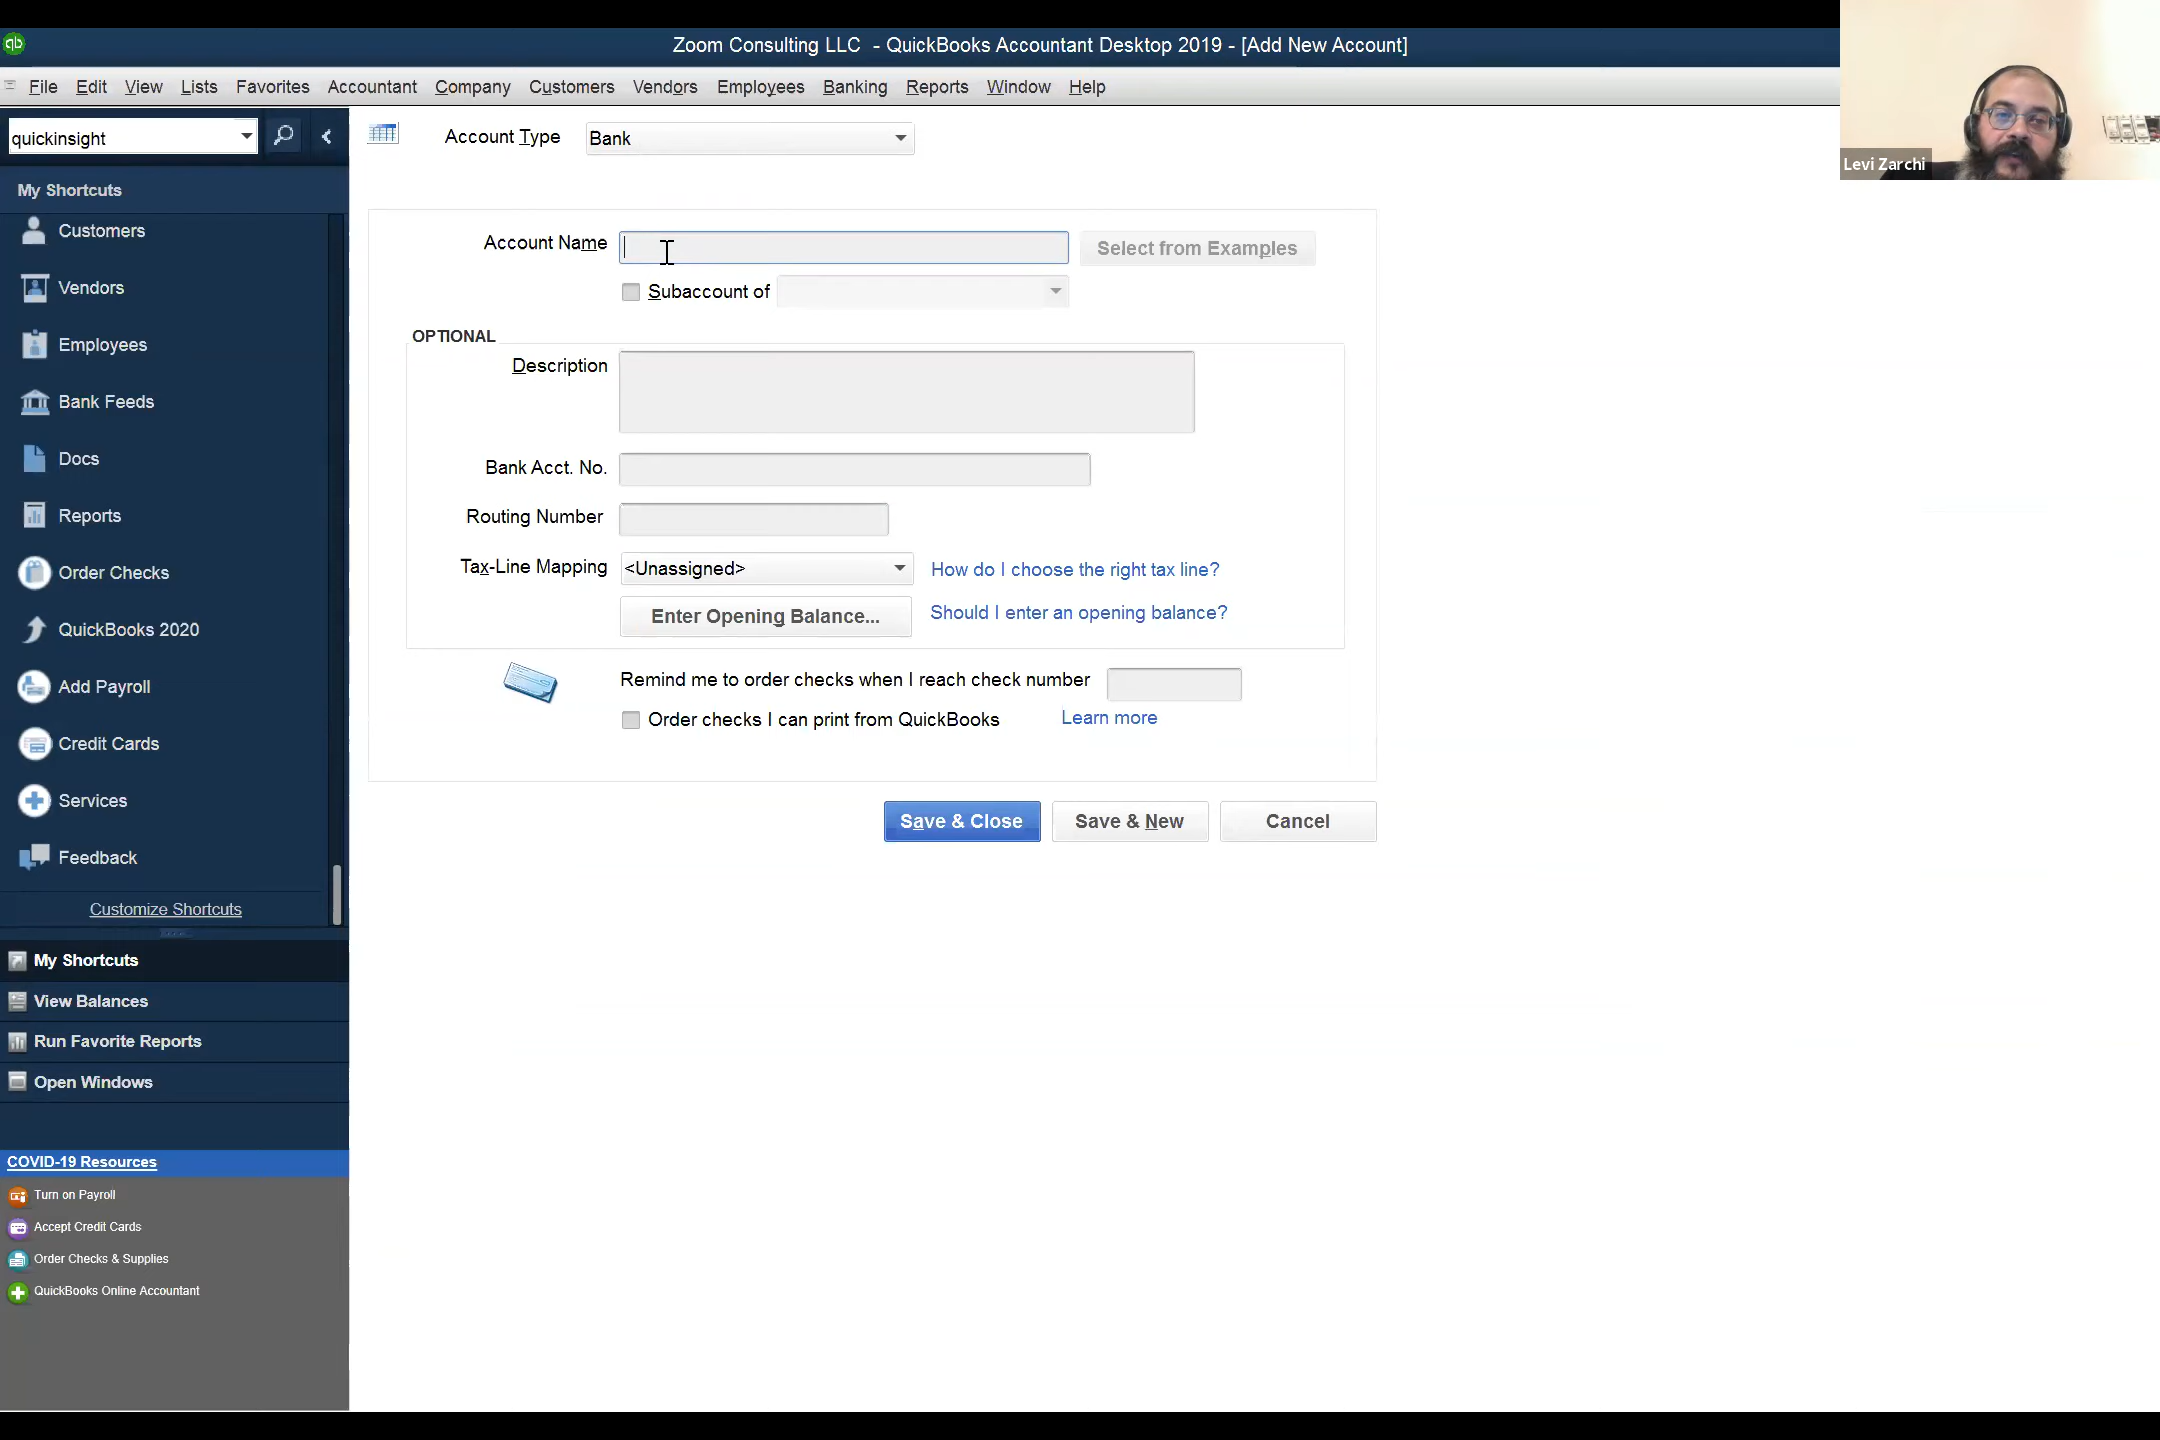 qb
Zoom Consulting LLC - QuickBooks Accountant Desktop 2019 - [Add New Account]
File Edit View Lists Favorites Accountant Company Customers Vendors Employees Banking Reports Window Help
Levi Zarchi
quickinsight
My Shortcuts
Customers
Vendors
Employees
Bank Feeds
Docs
Reports
Order Checks
QuickBooks 2020
Add Payroll
Credit Cards
Services
Feedback
Customize Shortcuts
My Shortcuts
View Balances
Run Favorite Reports
Open Windows
COVID-19 Resources
Turn on Payroll
Accept Credit Cards
Order Checks & Supplies
QuickBooks Online Accountant
Account Type Bank
Account Name Select from Examples
Subaccount of
OPTIONAL
Description
Bank Acct. No.
Routing Number
Tax-Line Mapping <Unassigned> How do I choose the right tax line?
Enter Opening Balance... Should I enter an opening balance?
Remind me to order checks when I reach check number
Order checks I can print from QuickBooks Learn more
Save & Close Save & New Cancel